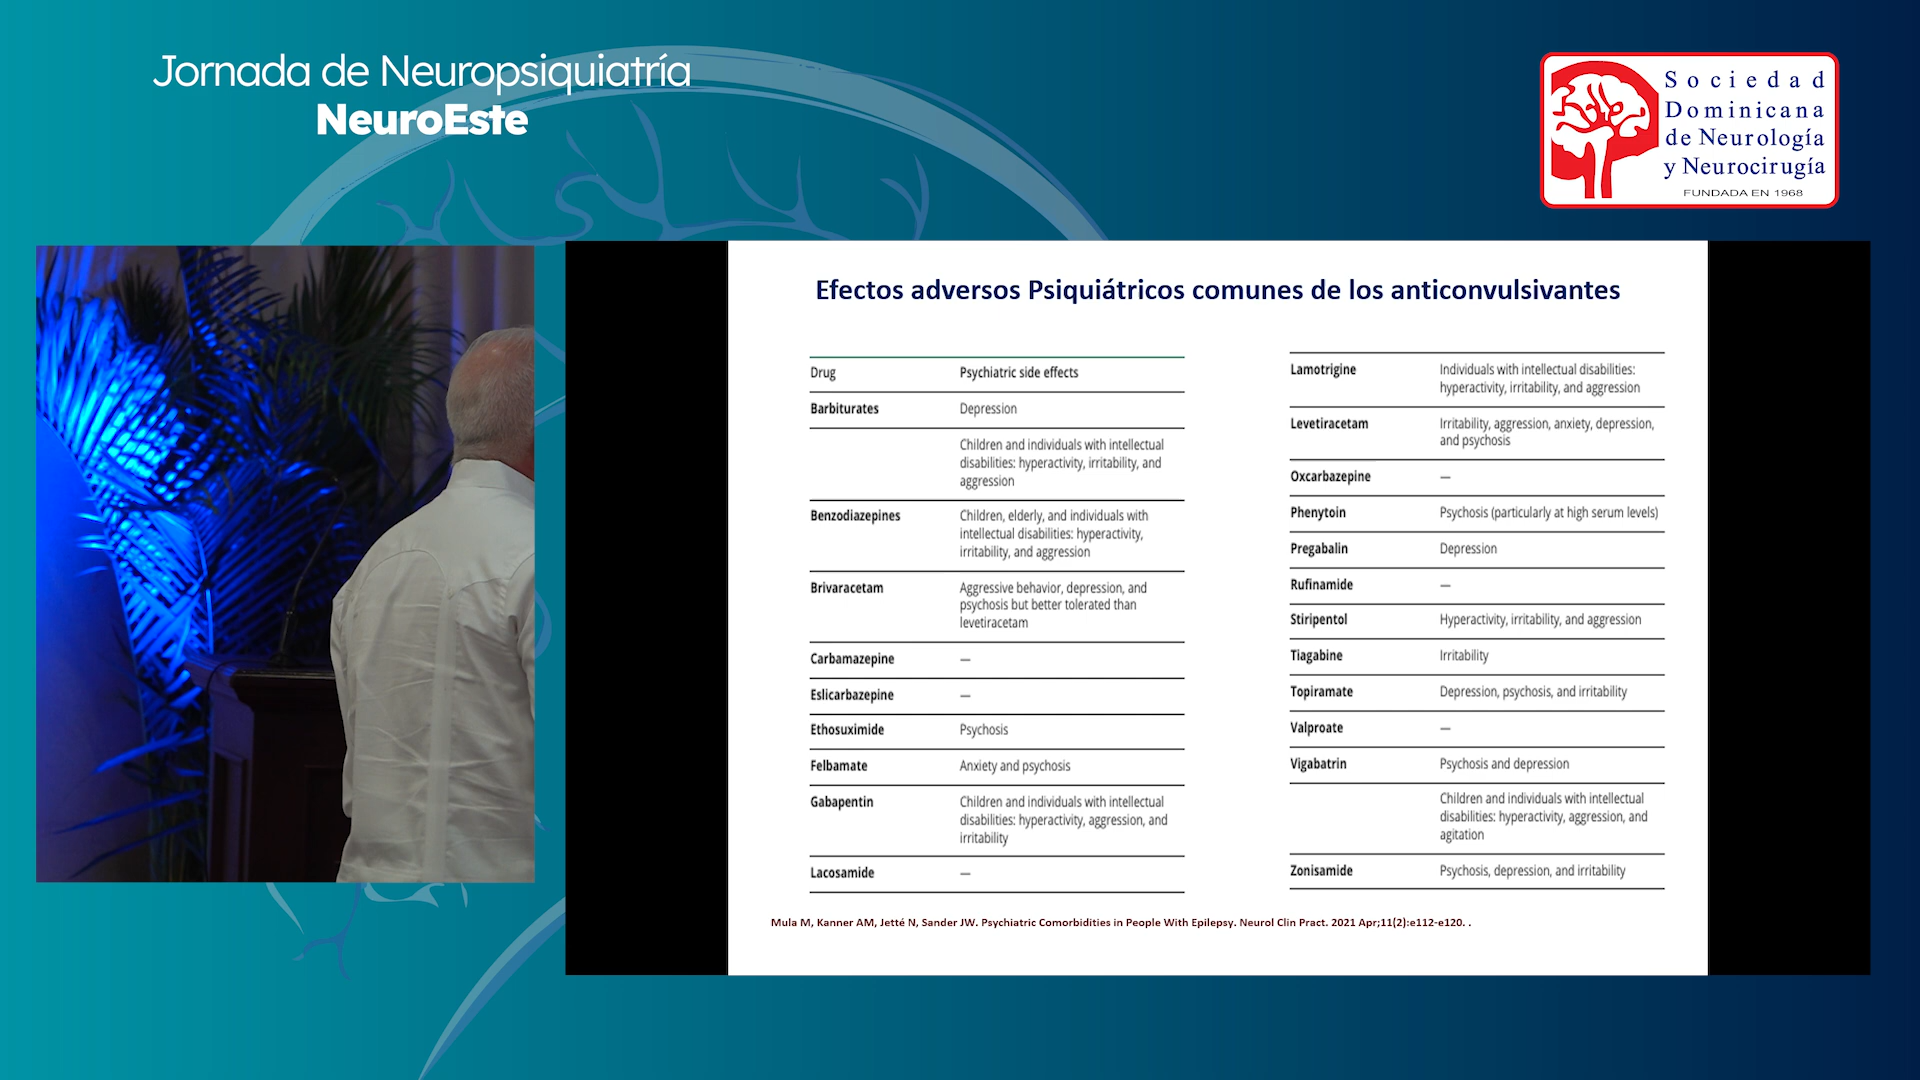 Jornada de Neuropsiquiatría
NeuroEste
Sociedad
Dominicana
de Neurología
y Neurocirugía
FUNDADA EN 1968
Efectos adversos Psiquiátricos comunes de los anticonvulsivantes
Drug Psychiatric side effects
Barbiturates Depression
Children and individuals with intellectual
disabilities: hyperactivity, irritability, and
aggression
Benzodiazepines Children, elderly, and individuals with
intellectual disabilities: hyperactivity,
irritability, and aggression
Brivaracetam Aggressive behavior, depression, and
psychosis but better tolerated than
levetiracetam
Carbamazepine —
Eslicarbazepine —
Ethosuximide Psychosis
Felbamate Anxiety and psychosis
Gabapentin Children and individuals with intellectual
disabilities: hyperactivity, aggression, and
irritability
Lacosamide —
Lamotrigine Individuals with intellectual disabilities:
hyperactivity, irritability, and aggression
Levetiracetam Irritability, aggression, anxiety, depression,
and psychosis
Oxcarbazepine —
Phenytoin Psychosis (particularly at high serum levels)
Pregabalin Depression
Rufinamide —
Stiripentol Hyperactivity, irritability, and aggression
Tiagabine Irritability
Topiramate Depression, psychosis, and irritability
Valproate —
Vigabatrin Psychosis and depression
Children and individuals with intellectual
disabilities: hyperactivity, aggression, and
agitation
Zonisamide Psychosis, depression, and irritability
Mula M, Kanner AM, Jetté N, Sander JW. Psychiatric Comorbidities in People With Epilepsy. Neurol Clin Pract. 2021 Apr;11(2):e112-e120. .